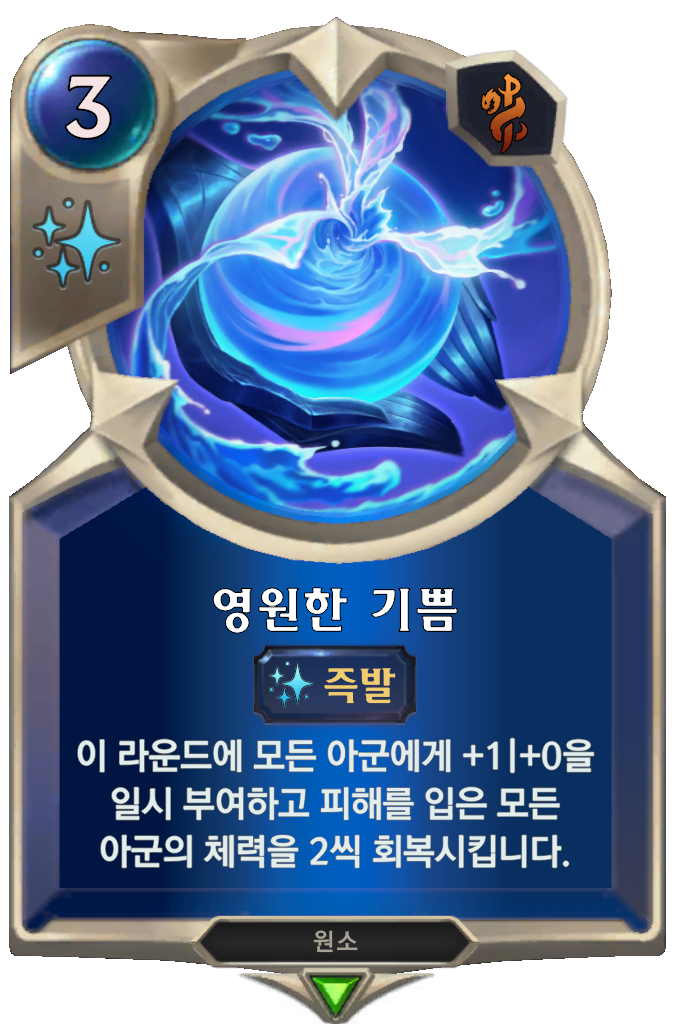 3
영원한 기쁨
즉발
이 라운드에 모든 아군에게 +1|+0을
일시 부여하고 피해를 입은 모든
아군의 체력을 2씩 회복시킵니다.
원소